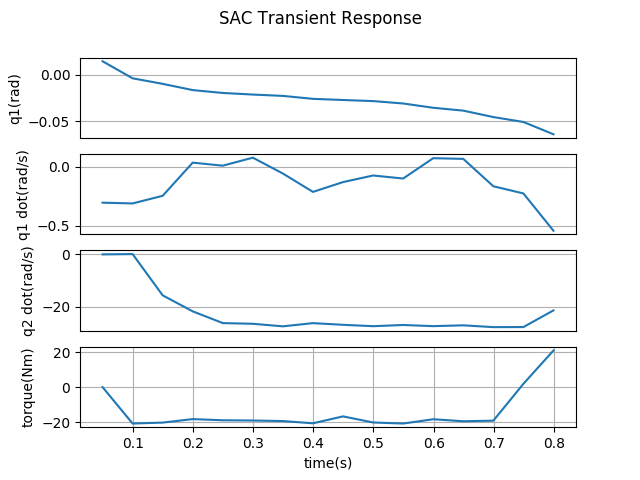 SAC Transient Response
q1(rad)
0.00
−0.05
q1 dot(rad/s)
0.0
−0.5
q2 dot(rad/s)
0
−20
torque(Nm)
20
0
−20
0.1 0.2 0.3 0.4 0.5 0.6 0.7 0.8
time(s)